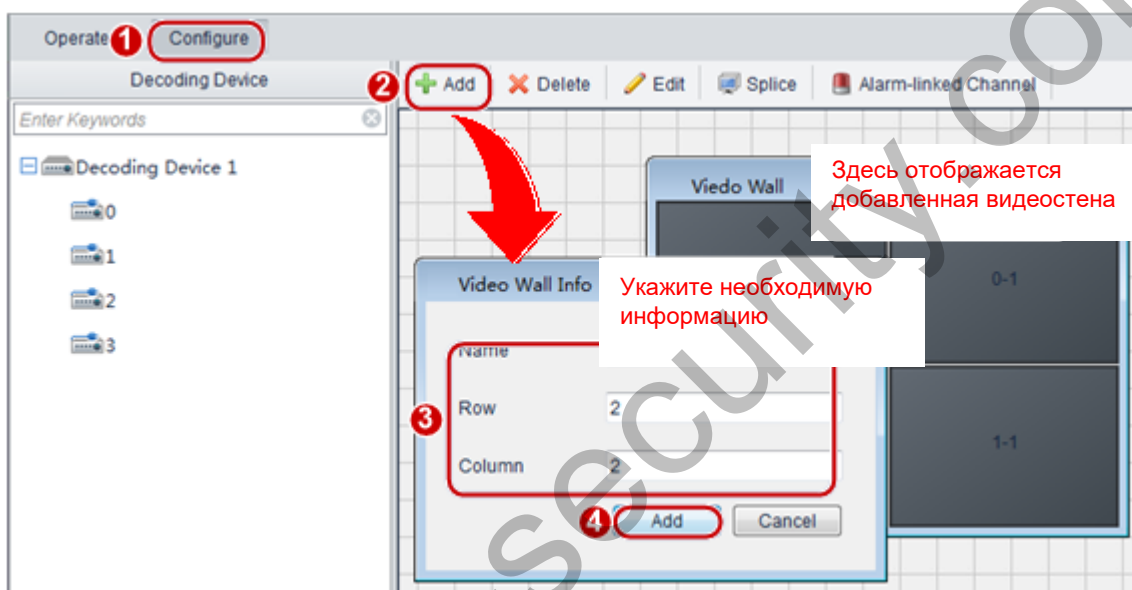 Operate 1 Configure
Decoding Device
2 Add Delete Edit Splice Alarm-linked Channel
Enter Keywords
Decoding Device 1
0
1
2
3
Viedo Wall
Здесь отображается
добавленная видеостена
0-1
1-1
Video Wall Info
Укажите необходимую
информацию
Name
3
Row 2
Column 2
4 Add Cancel
security.co